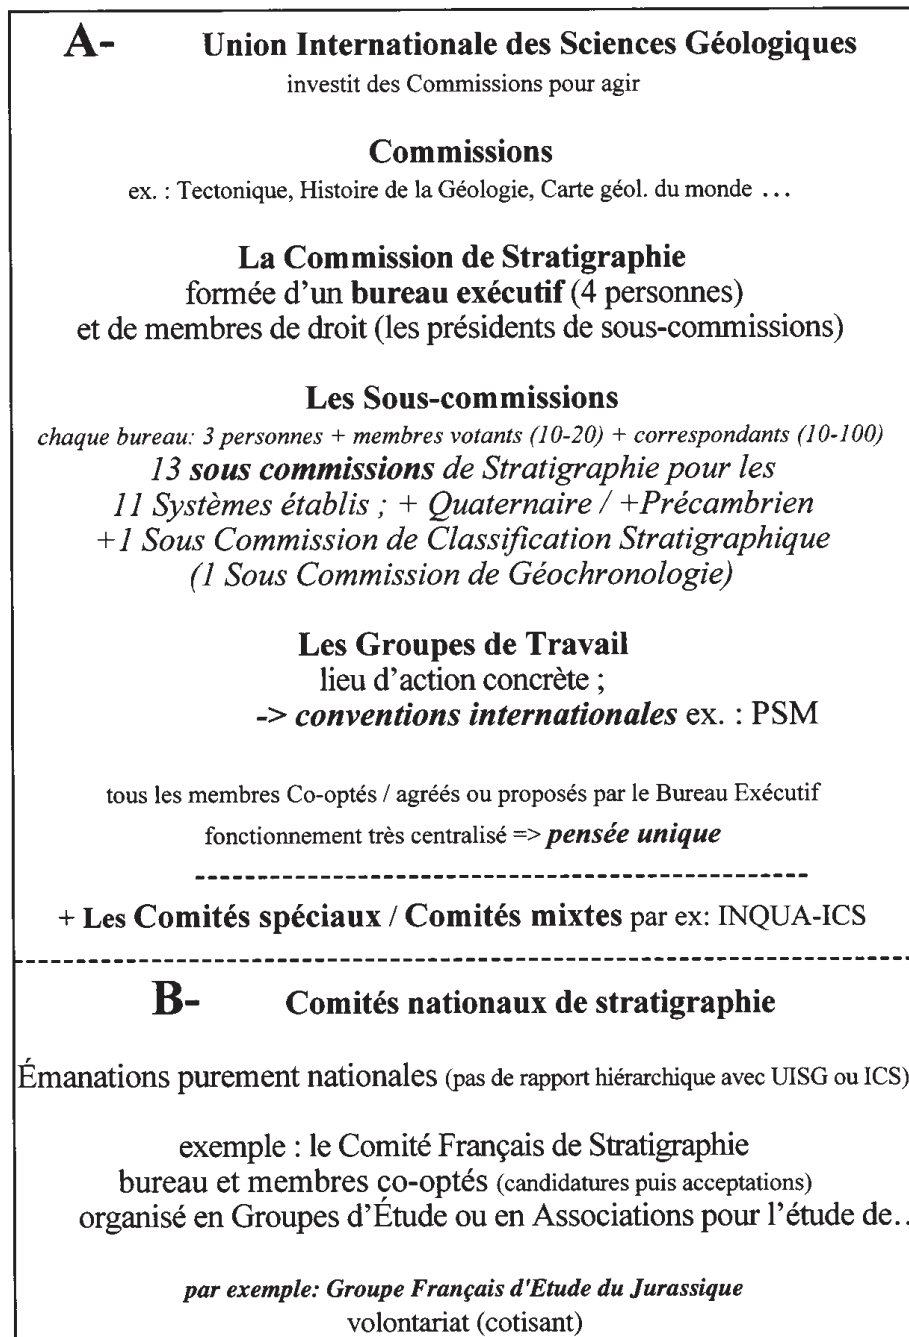 A- Union Internationale des Sciences Géologiques
investit des Commissions pour agir
Commissions
ex. : Tectonique, Histoire de la Géologie, Carte géol. du monde …
La Commission de Stratigraphie
formée d’un bureau exécutif (4 personnes)
et de membres de droit (les présidents de sous-commissions)
Les Sous-commissions
chaque bureau: 3 personnes + membres votants (10-20) + correspondants (10-100)
13 sous commissions de Stratigraphie pour les
11 Systèmes établis ; + Quaternaire / +Précambrien
+1 Sous Commission de Classification Stratigraphique
(1 Sous Commission de Géochronologie)
Les Groupes de Travail
lieu d’action concrète ;
-> conventions internationales ex. : PSM
tous les membres Co-optés / agréés ou proposés par le Bureau Exécutif
fonctionnement très centralisé => pensée unique
+ Les Comités spéciaux / Comités mixtes par ex: INQUA-ICS
B- Comités nationaux de stratigraphie
Émanations purement nationales (pas de rapport hiérarchique avec UISG ou ICS)
exemple : le Comité Français de Stratigraphie
bureau et membres co-optés (candidatures puis acceptations)
organisé en Groupes d’Étude ou en Associations pour l’étude de..
par exemple: Groupe Français d'Etude du Jurassique
volontariat (cotisant)